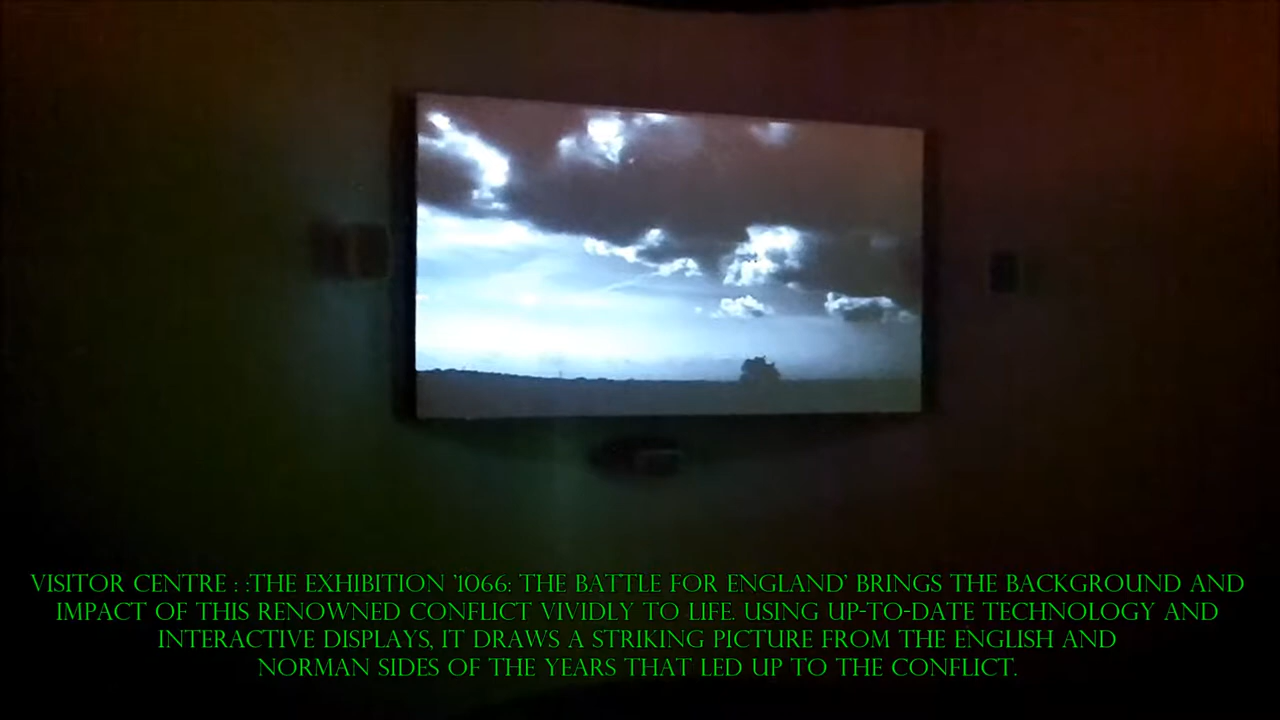 VISITOR CENTRE : :THE EXHIBITION '1066: THE BATTLE FOR ENGLAND' BRINGS THE BACKGROUND AND
IMPACT OF THIS RENOWNED CONFLICT VIVIDLY TO LIFE. USING UP-TO-DATE TECHNOLOGY AND
INTERACTIVE DISPLAYS, IT DRAWS A STRIKING PICTURE FROM THE ENGLISH AND
NORMAN SIDES OF THE YEARS THAT LED UP TO THE CONFLICT.